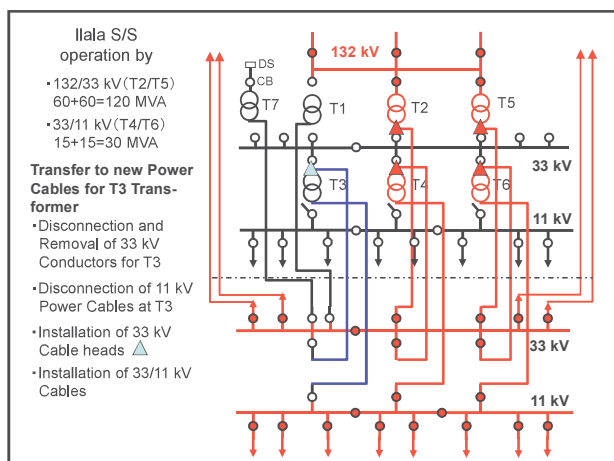 Ilala S/S
operation by
・132/33 kV(T2/T5)
60+60=120 MVA
・33/11 kV(T4/T6)
15+15=30 MVA
Transfer to new Power
Cables for T3 Trans-
former
・Disconnection and
Removal of 33 kV
Conductors for T3
・Disconnection of 11 kV
Power Cables at T3
・Installation of 33 kV
Cable heads
・Installation of 33/11 kV
Cables
132 kV
DS
CB
T7
T1
T2
T5
33 kV
T3
T4
T6
11 kV
33 kV
11 kV